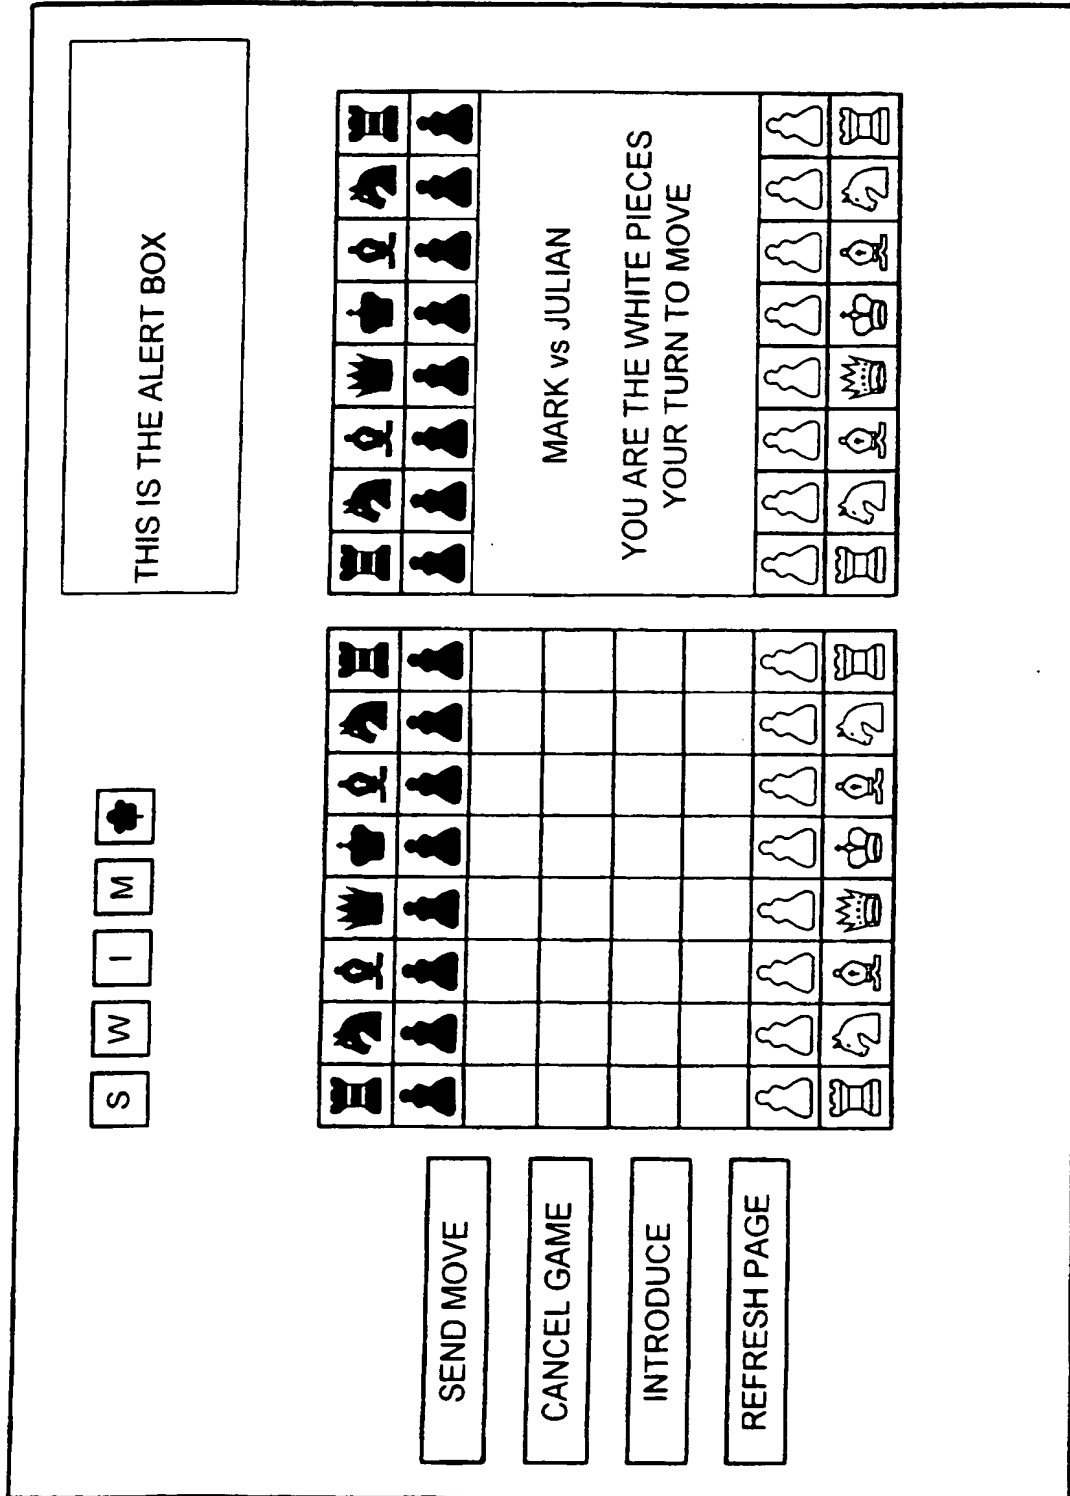 S W I M
THIS IS THE ALERT BOX
SEND MOVE
CANCEL GAME
INTRODUCE
REFRESH PAGE
MARK vs JULIAN
YOU ARE THE WHITE PIECES
YOUR TURN TO MOVE